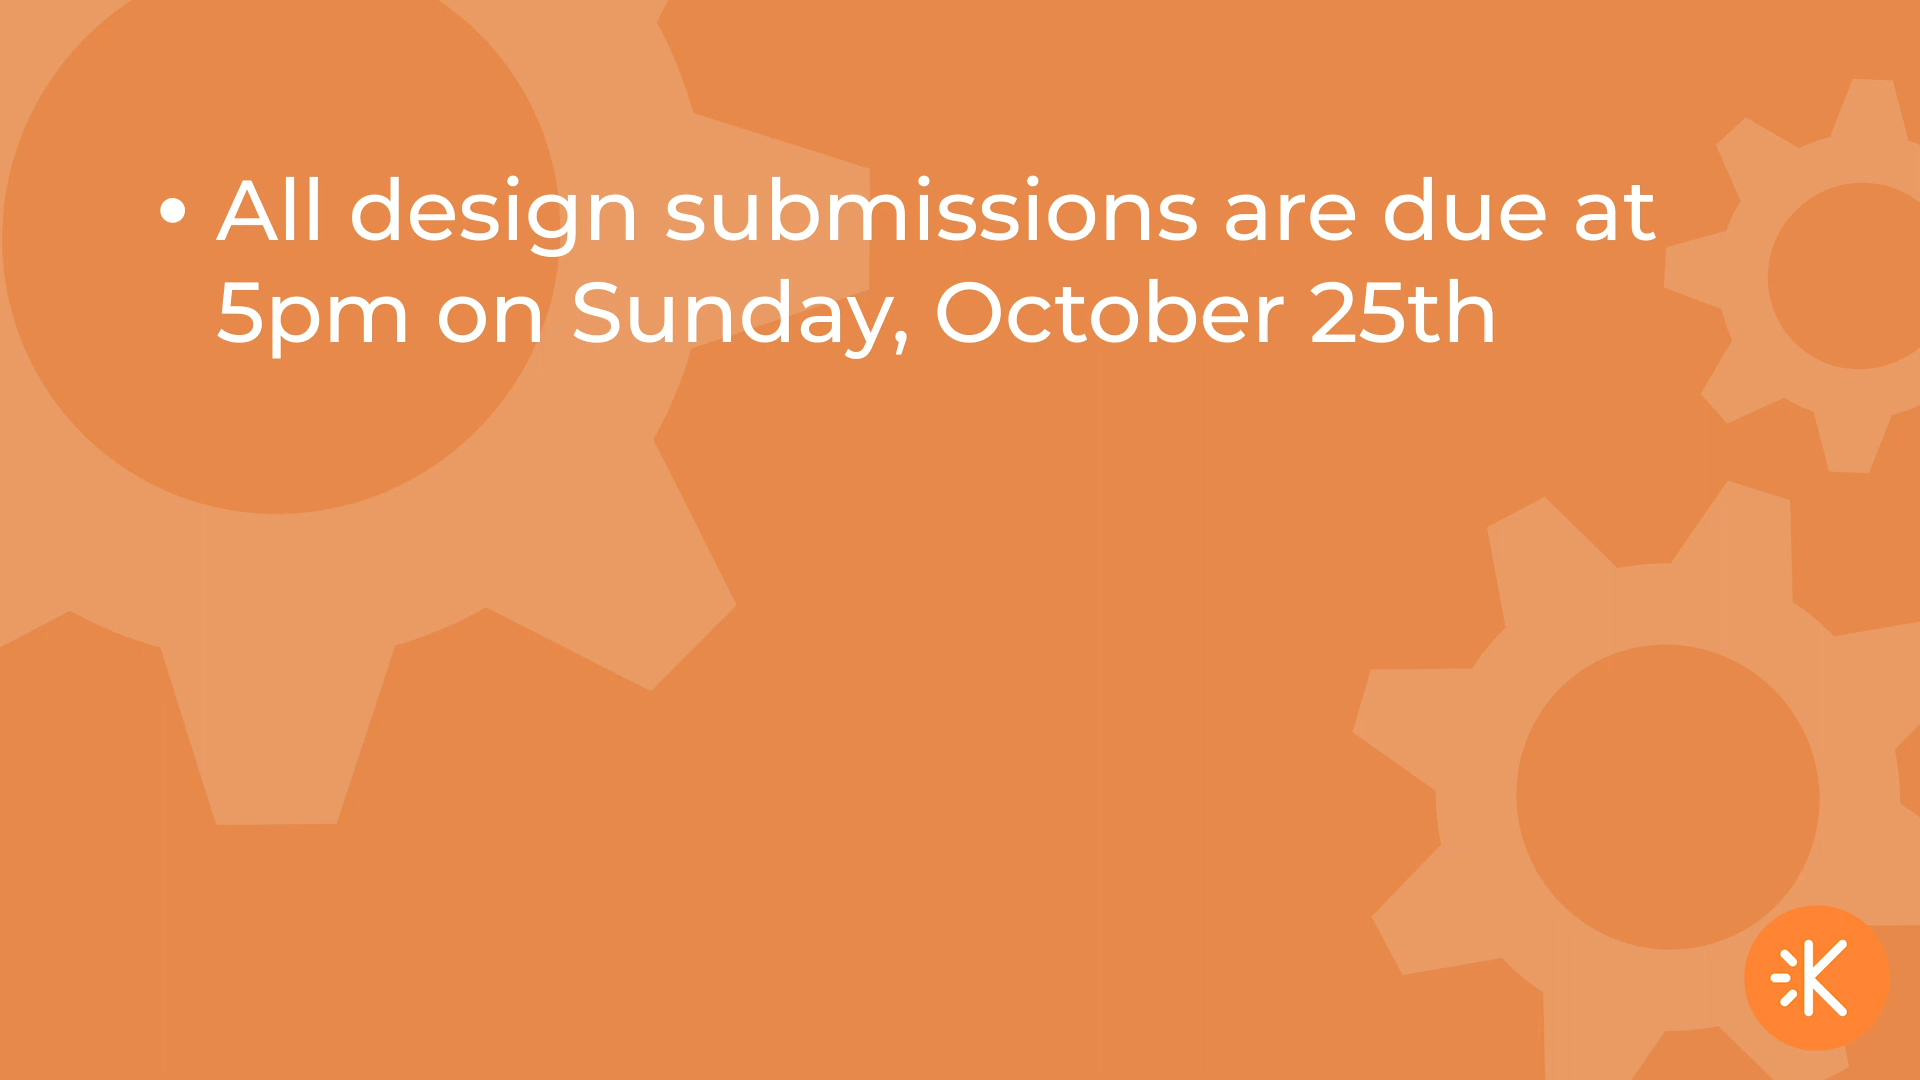 • All design submissions are due at
5pm on Sunday, October 25th
K